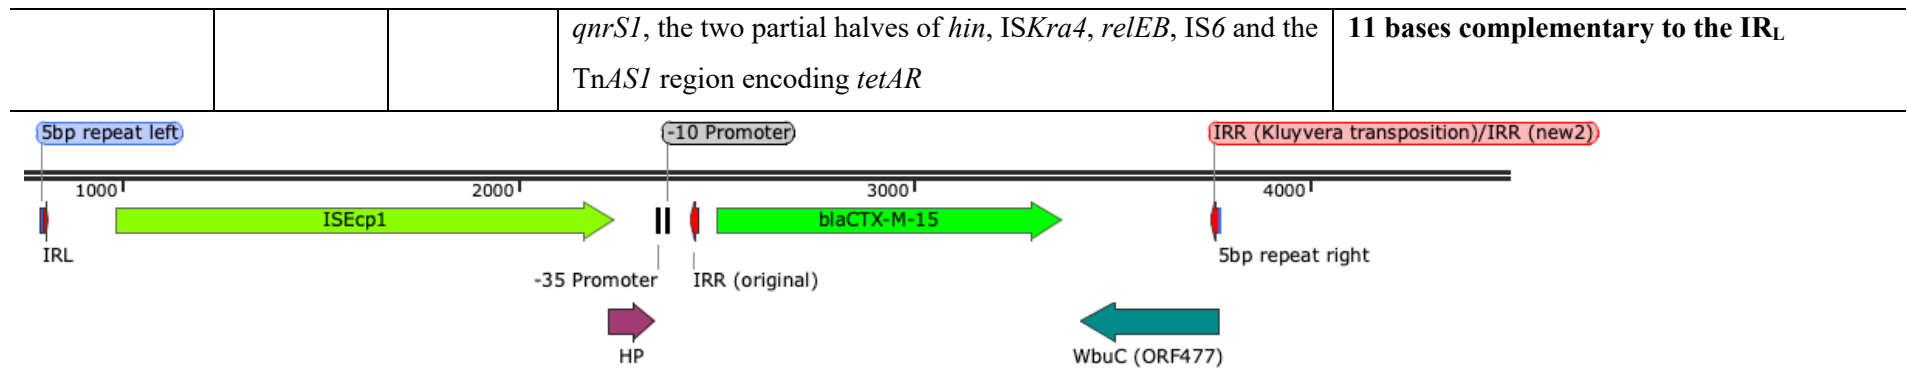 qnrS1, the two partial halves of hin, ISKra4, relEB, IS6 and the
TnAS1 region encoding tetAR
11 bases complementary to the IRL
5bp repeat left
-10 Promoter
IRR (Kluyvera transposition)/IRR (new2)
1000
2000
3000
4000
ISEcp1
blaCTX-M-15
IRL
5bp repeat right
-35 Promoter
IRR (original)
HP
WbuC (ORF477)